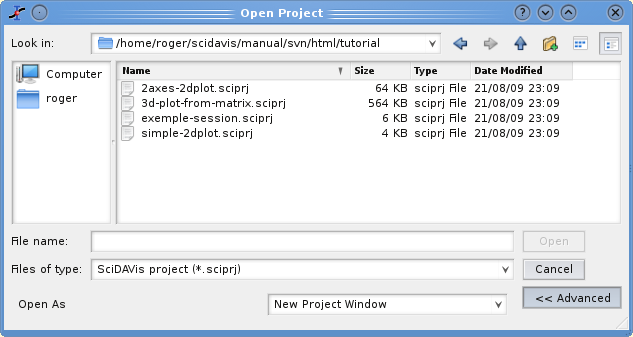 Open Project
Look in: /home/roger/scidavis/manual/svn/html/tutorial
Computer
roger
Name Size Type Date Modified
2axes-2dplot.sciprj 64 KB sciprj File 21/08/09 23:09
3d-plot-from-matrix.sciprj 564 KB sciprj File 21/08/09 23:09
exemple-session.sciprj 6 KB sciprj File 21/08/09 23:09
simple-2dplot.sciprj 4 KB sciprj File 21/08/09 23:09
File name: Open
Files of type: SciDAVis project (*.sciprj) Cancel
Open As New Project Window << Advanced